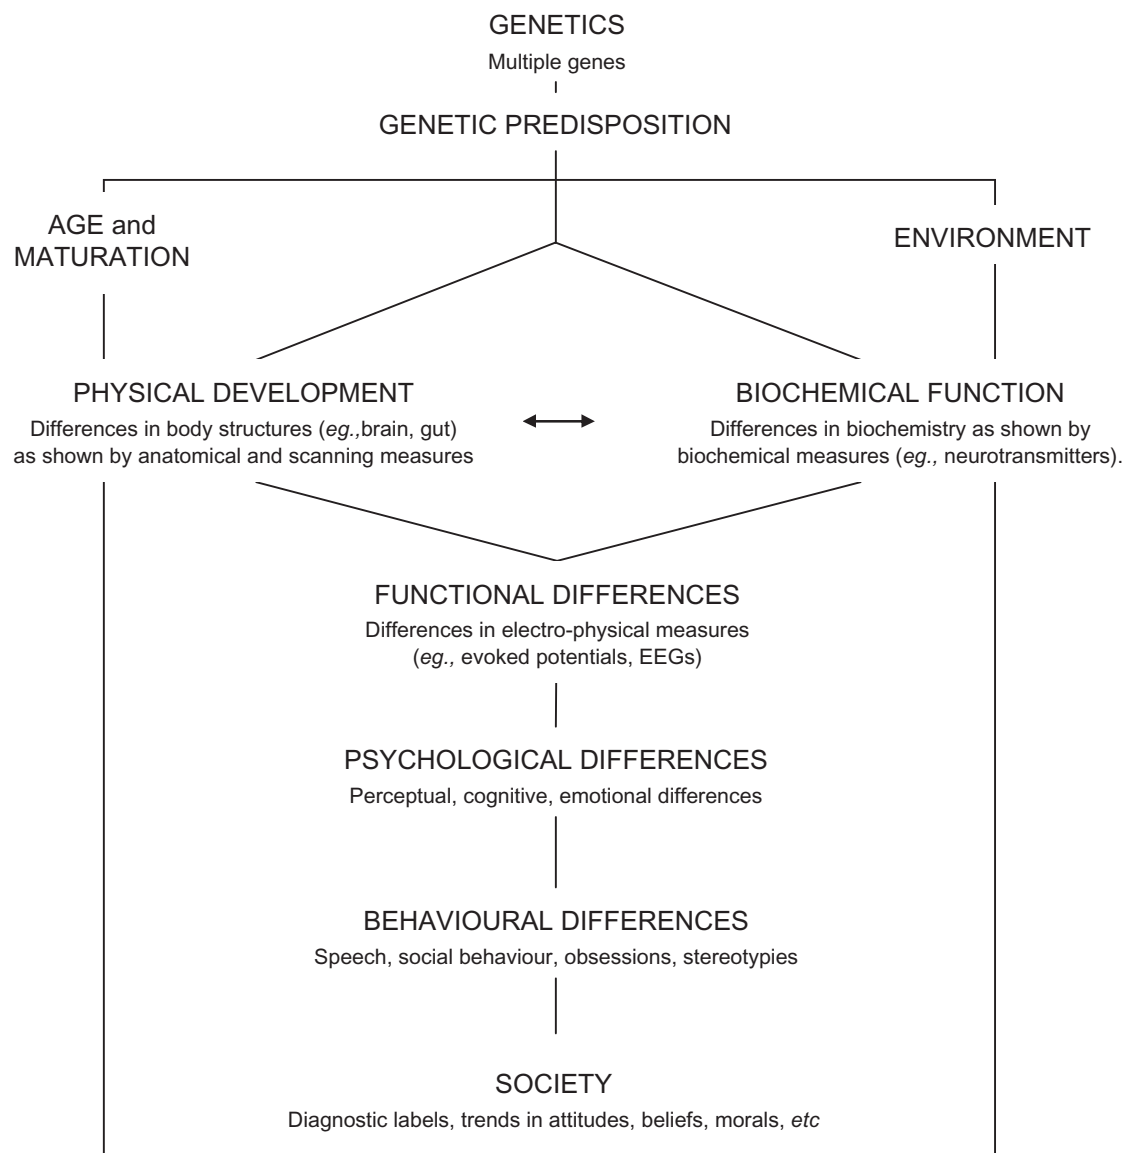 GENETICS
Multiple genes
GENETIC PREDISPOSITION
AGE and
MATURATION
ENVIRONMENT
PHYSICAL DEVELOPMENT
Differences in body structures (eg.,brain, gut)
as shown by anatomical and scanning measures
BIOCHEMICAL FUNCTION
Differences in biochemistry as shown by
biochemical measures (eg., neurotransmitters).
FUNCTIONAL DIFFERENCES
Differences in electro-physical measures
(eg., evoked potentials, EEGs)
PSYCHOLOGICAL DIFFERENCES
Perceptual, cognitive, emotional differences
BEHAVIOURAL DIFFERENCES
Speech, social behaviour, obsessions, stereotypies
SOCIETY
Diagnostic labels, trends in attitudes, beliefs, morals, etc